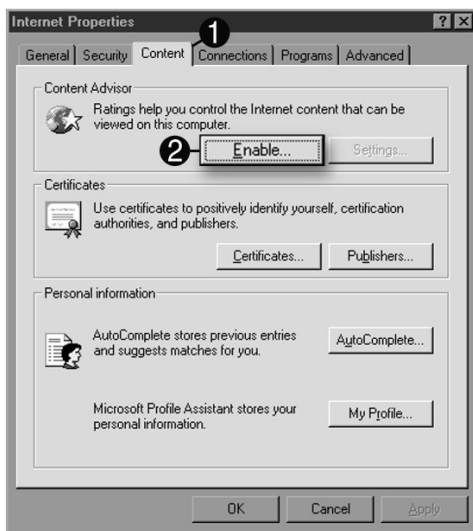 Internet Properties
General Security Content Connections Programs Advanced
1
Content Advisor
Ratings help you control the Internet content that can be
viewed on this computer.
2 Enable... Settings...
Certificates
Use certificates to positively identify yourself, certification
authorities, and publishers.
Certificates... Publishers...
Personal information
AutoComplete stores previous entries
and suggests matches for you.
AutoComplete...
Microsoft Profile Assistant stores your
personal information.
My Profile...
OK Cancel Apply